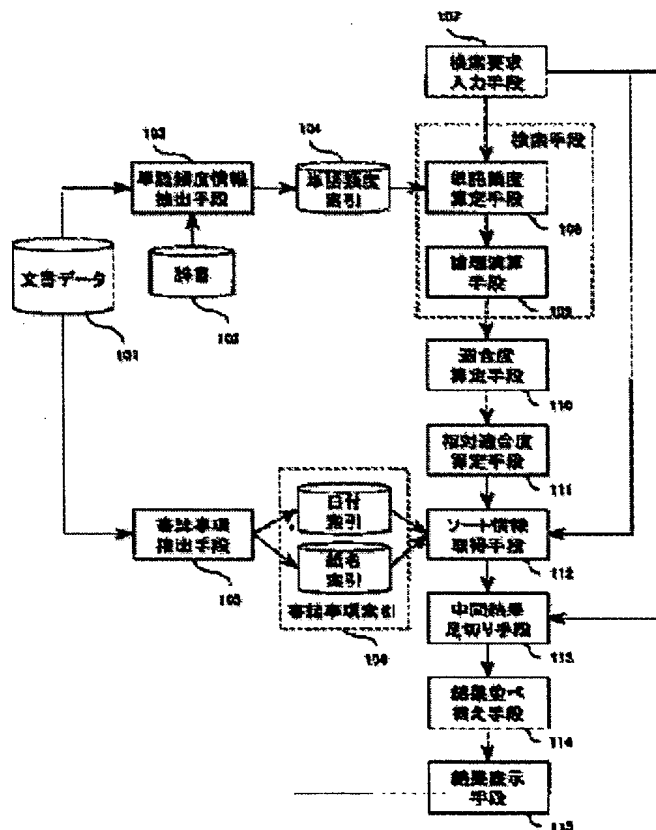 107
検索要求
入力手段
検索手段
103
単語頻度情報
抽出手段
104
単語頻度
索引
単語頻度
算定手段
108
文書データ
101
辞書
102
論理演算
手段
109
適合度
算定手段
110
相対適合度
算定手段
111
書誌事項
抽出手段
105
日付
索引
紙名
索引
書誌事項索引
106
ソート情報
取得手段
112
中間結果
足切り手段
113
結果並べ
替え手段
114
結果表示
手段
115